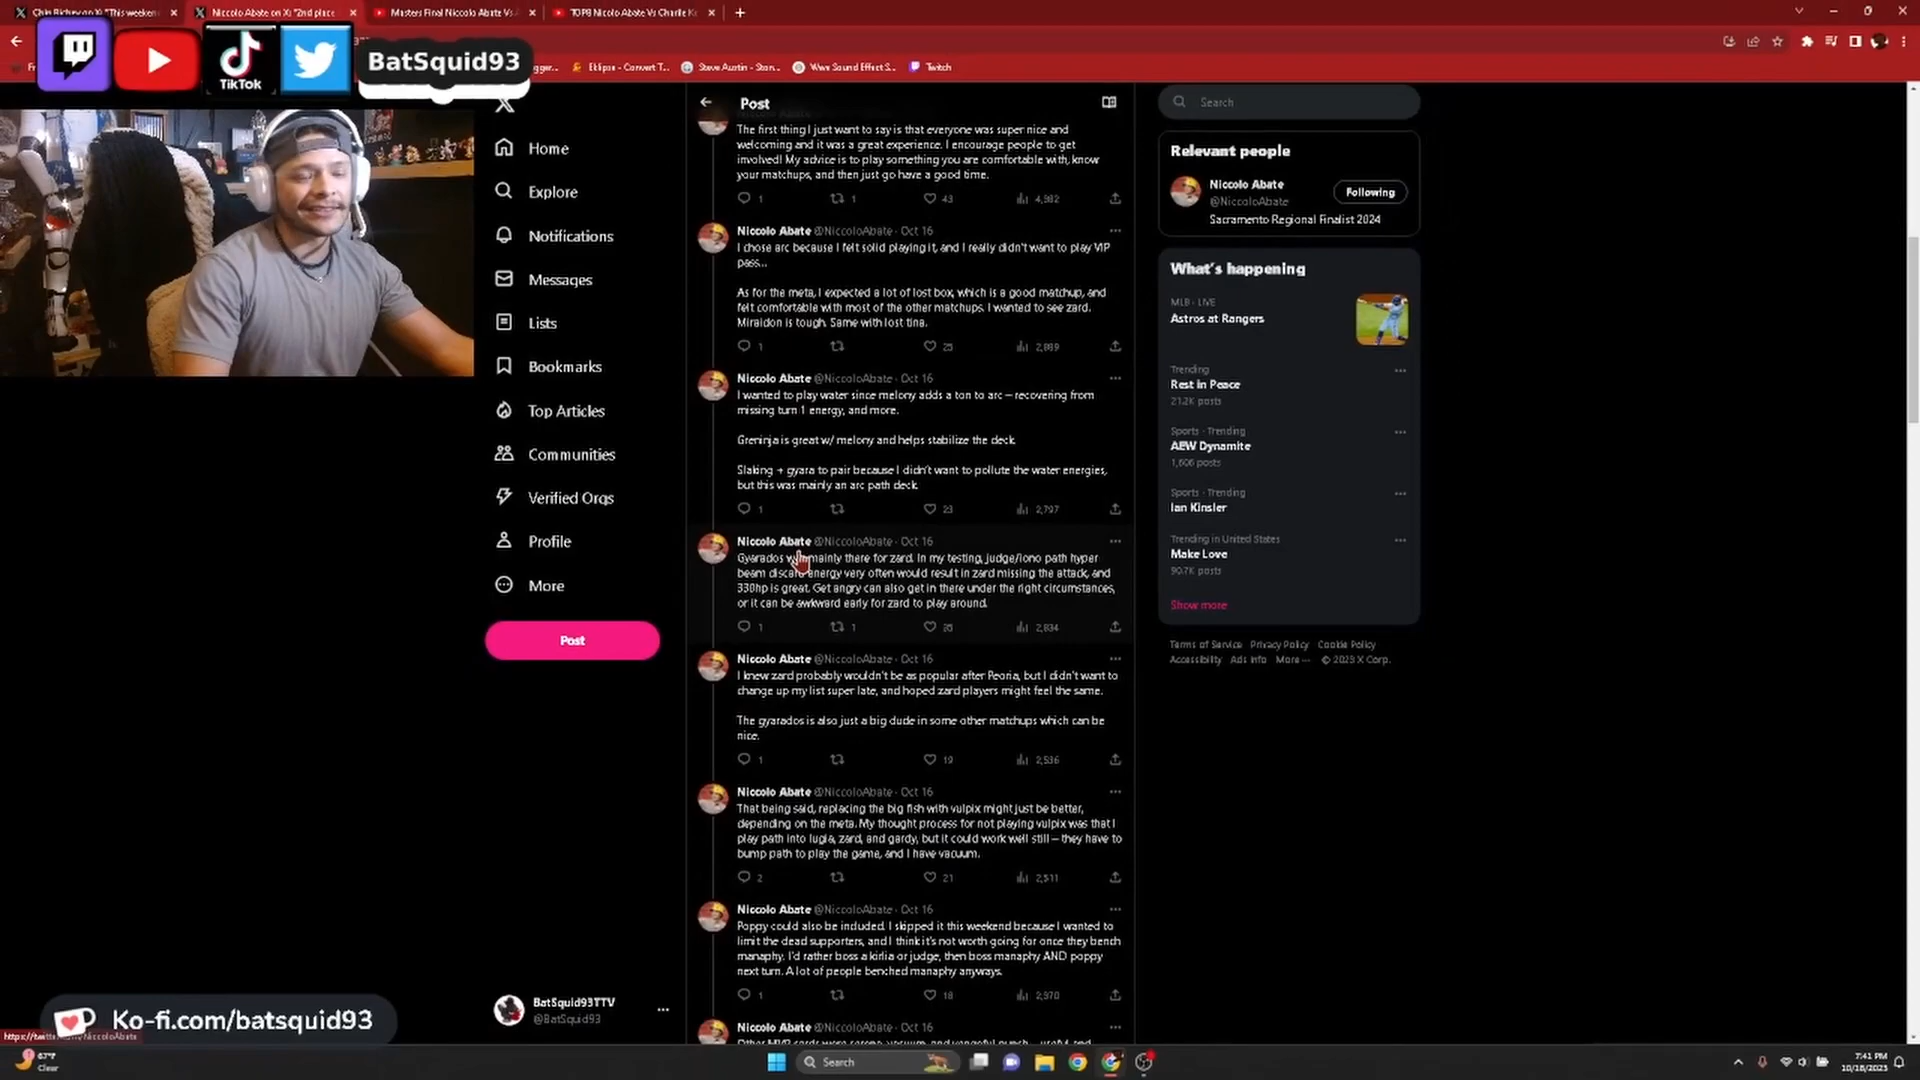 Niccolo Abate on X: "2nd place
Masters Final Niccolo Abate Vs
TOP8 Nicolo Abate Vs Charlie
TikTok
BatSquid93
Eklipse - Convert T...
Steve Austin - Ston...
Wwe Sound Effect S...
Twitch
Home
Explore
Notifications
Messages
Lists
Bookmarks
Top Articles
Communities
Verified Orgs
Profile
More
Post
BatSquid93TTV
@BatSquid93
Post
The first thing I just want to say is that everyone was super nice and
welcoming and it was a great experience. I encourage people to get
involved! My advice is to play something you are comfortable with, know
your matchups, and then just go have a good time.
1 1 43 4,982
Niccolo Abate @NiccoloAbate · Oct 16
I chose arc because I felt solid playing it, and I really didn't want to play VIP
pass...
As for the meta, I expected a lot of lost box, which is a good matchup, and
felt comfortable with most of the other matchups. I wanted to see zard.
Miraidon is tough. Same with lost tina.
1 25 2,889
Niccolo Abate @NiccoloAbate · Oct 16
I wanted to play water since melony adds a ton to arc – recovering from
missing turn 1 energy, and more.
Greninja is great w/ melony and helps stabilize the deck.
Slaking + gyara to pair because I didn't want to pollute the water energies,
but this was mainly an arc path deck.
1 23 2,797
Niccolo Abate @NiccoloAbate · Oct 16
Gyarados mainly there for zard. In my testing, judge/iono path hyper
beam discard energy very often would result in zard missing the attack, and
330hp is great. Get angry can also get in there under the right circumstances,
or it can be awkward early for zard to play around.
1 1 2,834
Niccolo Abate @NiccoloAbate · Oct 16
I knew zard probably wouldn't be as popular after Peoria, but I didn't want to
change up my list super late, and hoped zard players might feel the same.
The gyarados is also just a big dude in some other matchups which can be
nice.
1 19 2,536
Niccolo Abate @NiccoloAbate · Oct 16
That being said, replacing the big fish with vulpix might just be better,
depending on the meta. My thought process for not playing vulpix was that I
play path into lugia, zard, and gardy, but it could work well still – they have to
bump path to play the game, and I have vacuum.
2 21 2,511
Niccolo Abate @NiccoloAbate · Oct 16
Poppy could also be included. I skipped it this weekend because I wanted to
limit the dead supporters, and I think it's not worth going for once they bench
manaphy. I'd rather boss a kirlia or judge, then boss manaphy AND poppy
next turn. A lot of people benched manaphy anyways.
1 18 2,970
Niccolo Abate @NiccoloAbate · Oct 16
Search
Relevant people
Niccolo Abate
@NiccoloAbate
Following
Sacramento Regional Finalist 2024
What's happening
MLB · LIVE
Astros at Rangers
Trending
Rest in Peace
21.2K posts
Sports · Trending
AEW Dynamite
1,606 posts
Sports · Trending
Ian Kinsler
Trending in United States
Make Love
90.7K posts
Show more
Terms of Service Privacy Policy Cookie Policy
Accessibility Ads info More ··· © 2023 X Corp.
Ko-fi.com/batsquid93
67°F
Clear
Search
7:41 PM
10/18/2023